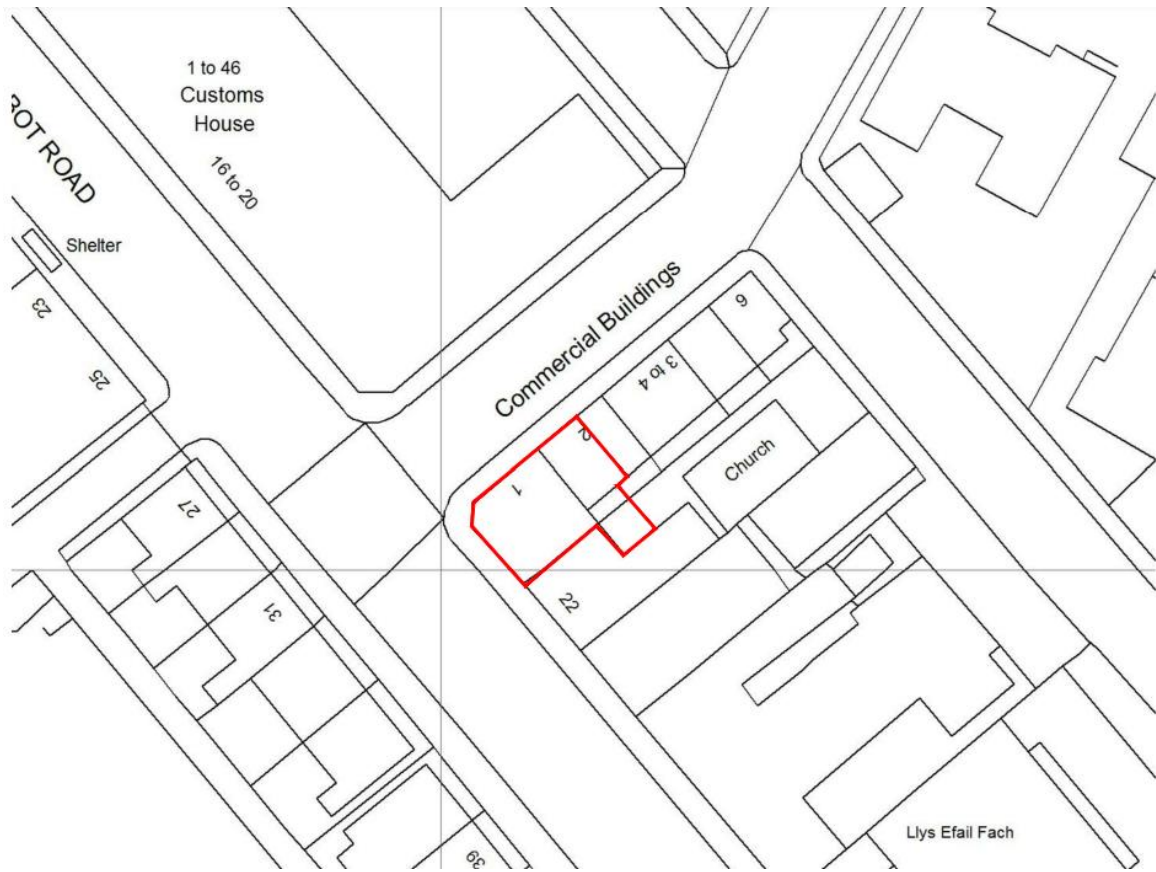 1 to 46
Customs
House
16 to 20
BOT ROAD
Shelter
23
25
Commercial Buildings
6
3 to 4
2
1
Church
27
22
31
39
Llys Efail Fach